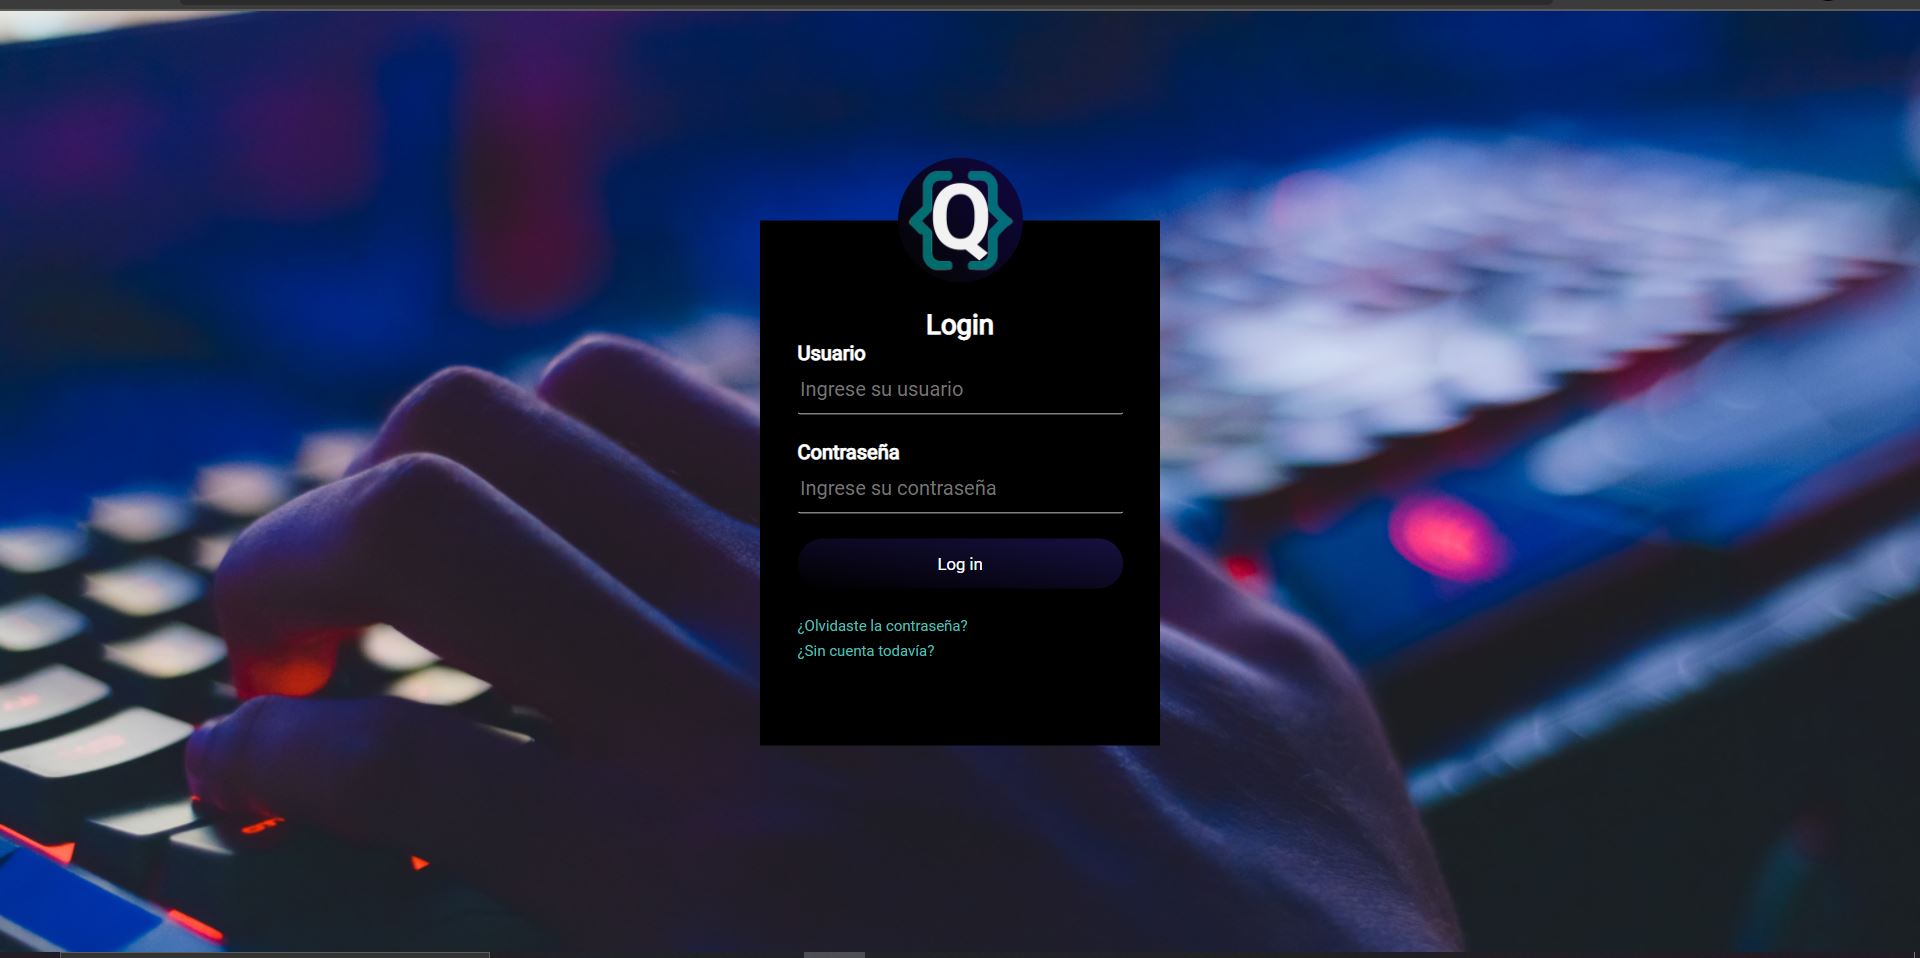 {Q}
Login
Usuario
Ingrese su usuario
Contraseña
Ingrese su contraseña
Log in
¿Olvidaste la contraseña?
¿Sin cuenta todavía?